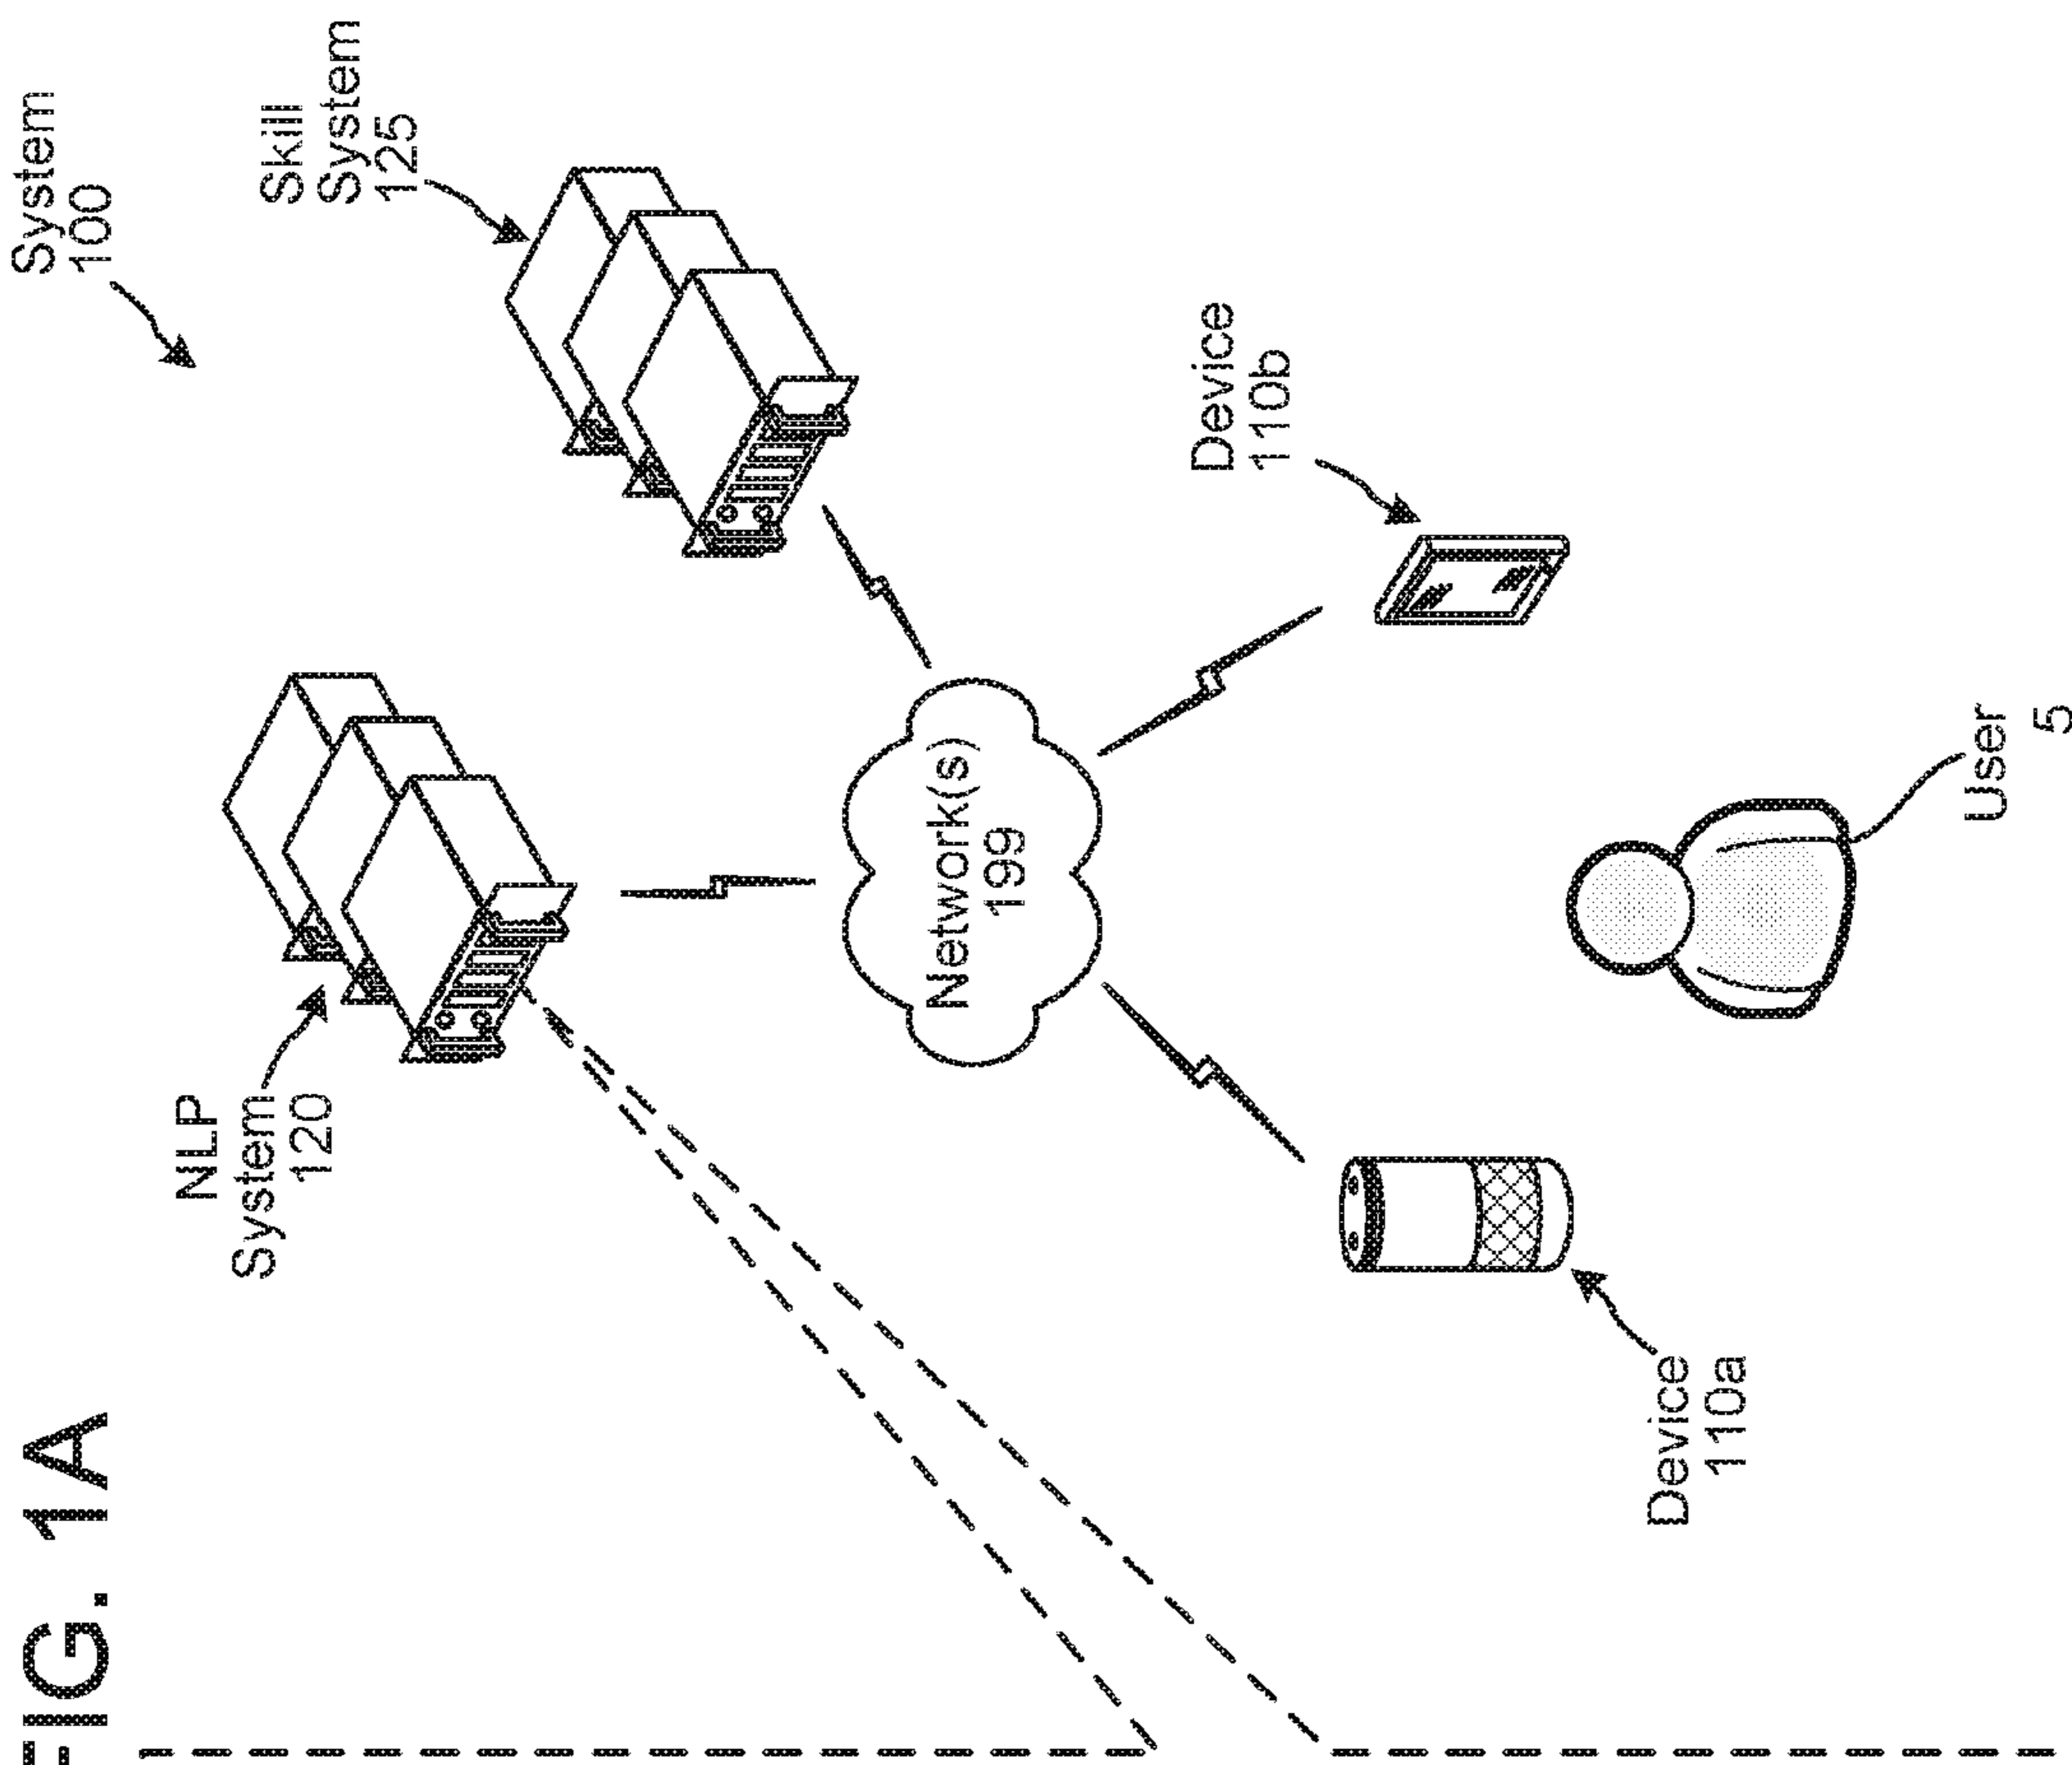 FIG. 1A
System
100
NLP
System
120
Skill
System
125
Network(s)
199
Device
110b
Device
110a
User
5